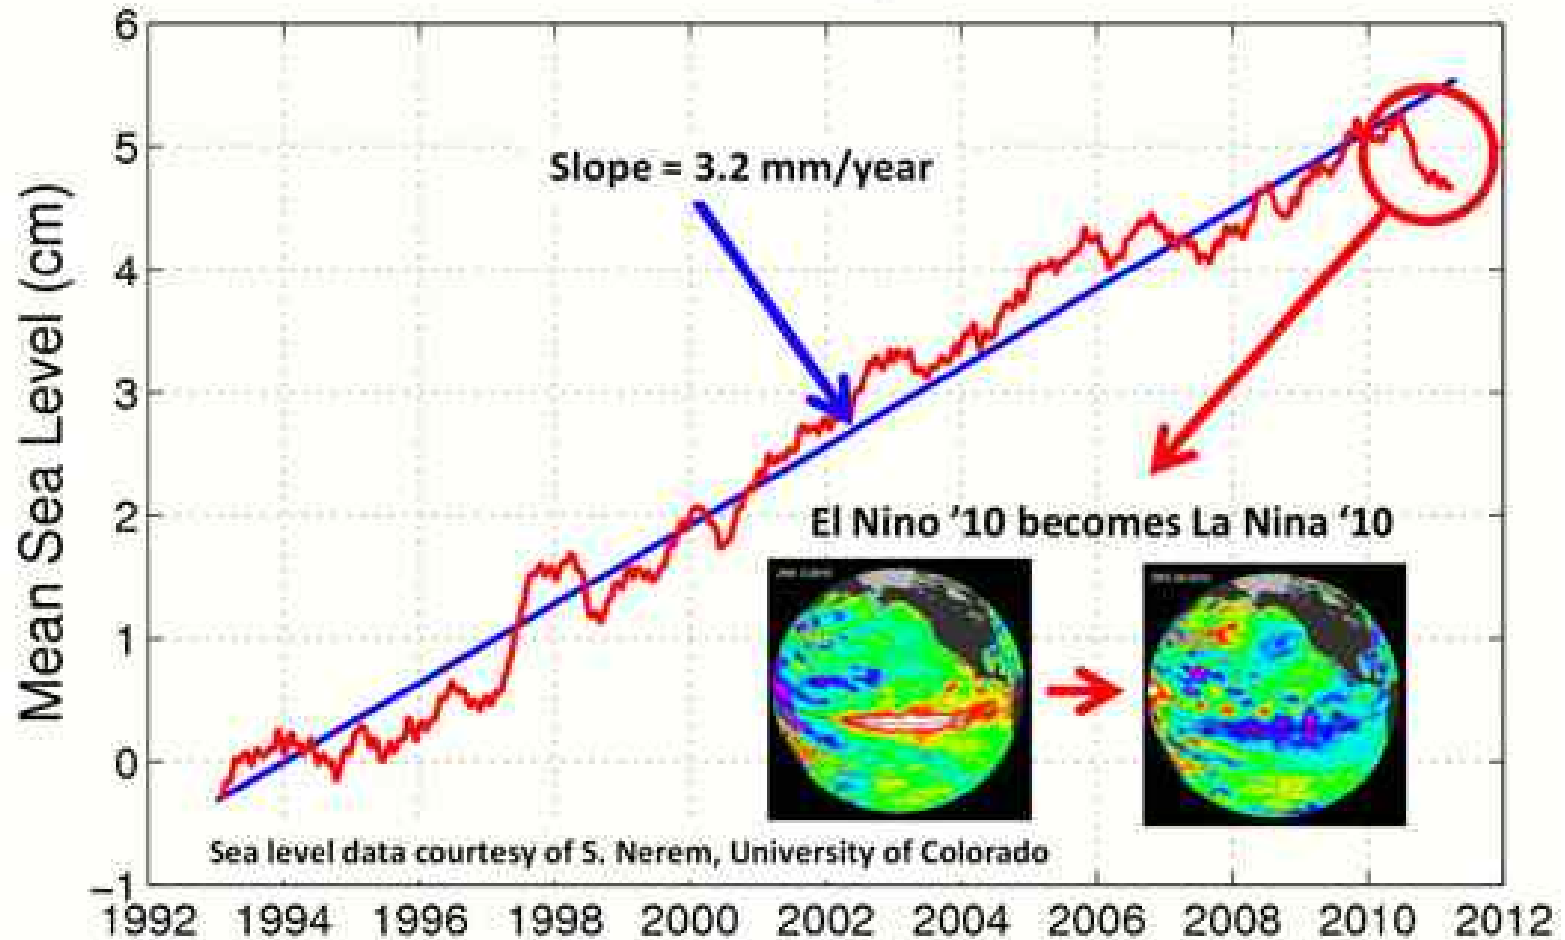 6
5
4
3
2
1
0
−1
Mean Sea Level (cm)
Slope = 3.2 mm/year
El Nino ’10 becomes La Nina ‘10
Sea level data courtesy of S. Nerem, University of Colorado
1992 1994 1996 1998 2000 2002 2004 2006 2008 2010 2012